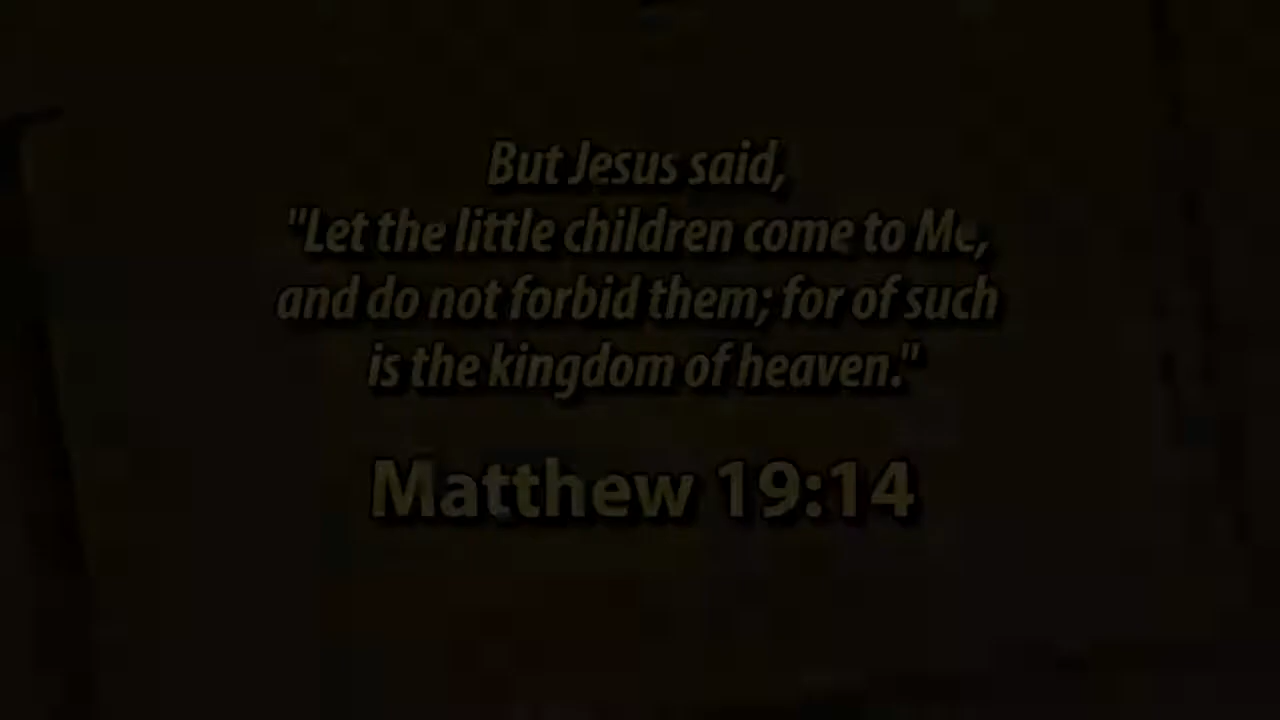 But Jesus said,
"Let the little children come to Me,
and do not forbid them; for of such
is the kingdom of heaven."
Matthew 19:14